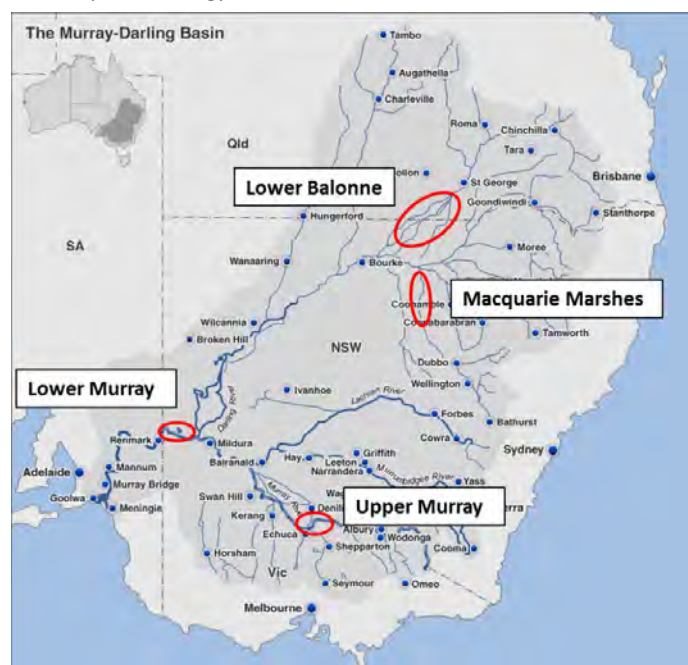 The Murray-Darling Basin
Tambo
Augathella
Charleville
Roma
Chinchilla
Tara
Qld
Brisbane
St George
Lower Balonne
Goondiwindi
Stanthorpe
Hungerford
SA
Moree
Wanaaring
Bourke
Macquarie Marshes
Wilcannia
Tamworth
Broken Hill
NSW
Dubbo
Lower Murray
Wellington
Ivanhoe
Lachlan River
Darling River
Forbes
Bathurst
Renmark
Mildura
Cowra
Griffith
Sydney
Adelaide
Mannum
Balranald
Hay
Leeton
Narrandera
Murrumbidgee River
Yass
Murray Bridge
Goolwa
Meningie
Swan Hill
Upper Murray
Kerang
Echuca
Albury
Wodonga
Cooma
Horsham
Shepparton
Vic
Seymour
Omeo
Melbourne